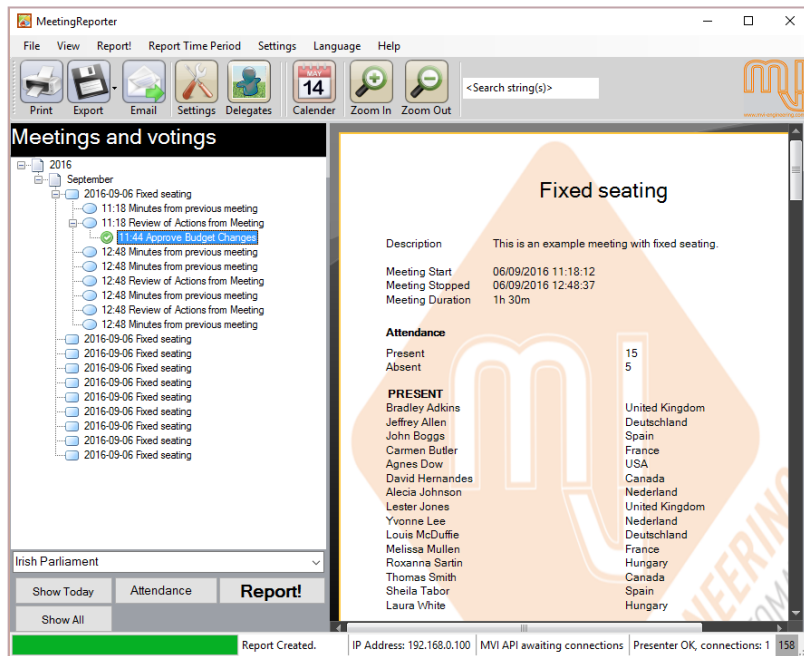 MeetingReporter
File View Report! Report Time Period Settings Language Help
MAY
14
Print Export Email Settings Delegates Calender Zoom In Zoom Out
<Search string(s)>
www.mvi-engineering.com
Meetings and votings
2016
September
2016-09-06 Fixed seating
11:18 Minutes from previous meeting
11:18 Review of Actions from Meeting
11:44 Approve Budget Changes
12:48 Minutes from previous meeting
12:48 Review of Actions from Meeting
12:48 Minutes from previous meeting
12:48 Minutes from previous meeting
12:48 Review of Actions from Meeting
12:48 Minutes from previous meeting
2016-09-06 Fixed seating
2016-09-06 Fixed seating
2016-09-06 Fixed seating
2016-09-06 Fixed seating
2016-09-06 Fixed seating
2016-09-06 Fixed seating
2016-09-06 Fixed seating
2016-09-06 Fixed seating
2016-09-06 Fixed seating
Irish Parliament
Show Today Attendance Report!
Show All
Fixed seating
Description This is an example meeting with fixed seating.
Meeting Start 06/09/2016 11:18:12
Meeting Stopped 06/09/2016 12:48:37
Meeting Duration 1h 30m
Attendance
Present 15
Absent 5
PRESENT
Bradley Adkins United Kingdom
Jeffrey Allen Deutschland
John Boggs Spain
Carmen Butler France
Agnes Dow USA
David Hernandes Canada
Alecia Johnson Nederland
Lester Jones United Kingdom
Yvonne Lee Nederland
Louis McDuffie Deutschland
Melissa Mullen France
Roxanna Sartin Hungary
Thomas Smith Canada
Sheila Tabor Spain
Laura White Hungary
Report Created. IP Address: 192.168.0.100 MVI API awaiting connections Presenter OK, connections: 1 158